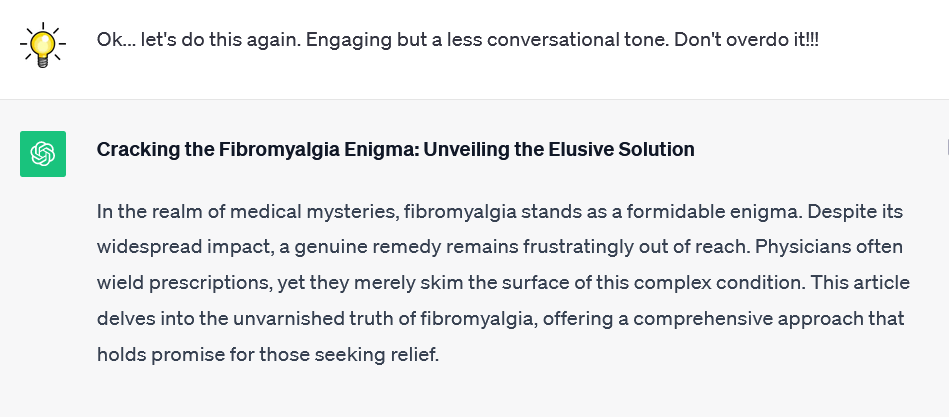 Ok... let's do this again. Engaging but a less conversational tone. Don't overdo it!!!
Cracking the Fibromyalgia Enigma: Unveiling the Elusive Solution
In the realm of medical mysteries, fibromyalgia stands as a formidable enigma. Despite its
widespread impact, a genuine remedy remains frustratingly out of reach. Physicians often
wield prescriptions, yet they merely skim the surface of this complex condition. This article
delves into the unvarnished truth of fibromyalgia, offering a comprehensive approach that
holds promise for those seeking relief.